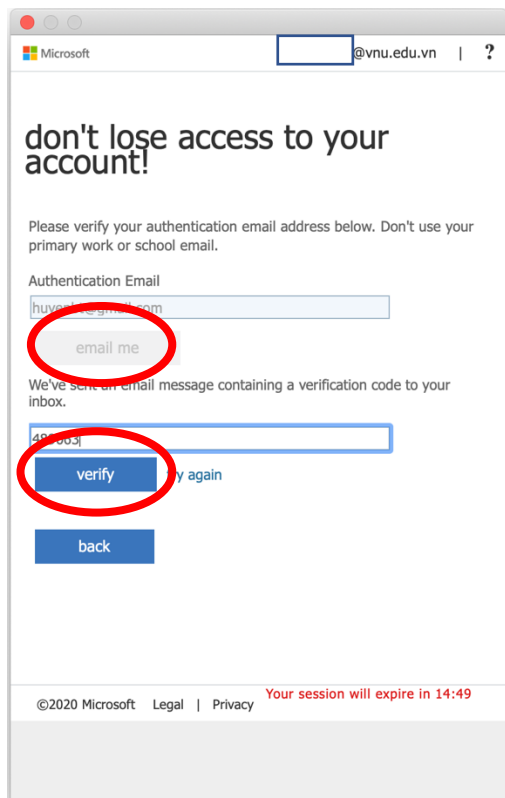 Microsoft @vnu.edu.vn | ?
don't lose access to your
account!
Please verify your authentication email address below. Don't use your
primary work or school email.
Authentication Email
email me
We've sent an email message containing a verification code to your
inbox.
verify try again
back
Your session will expire in 14:49
©2020 Microsoft Legal | Privacy